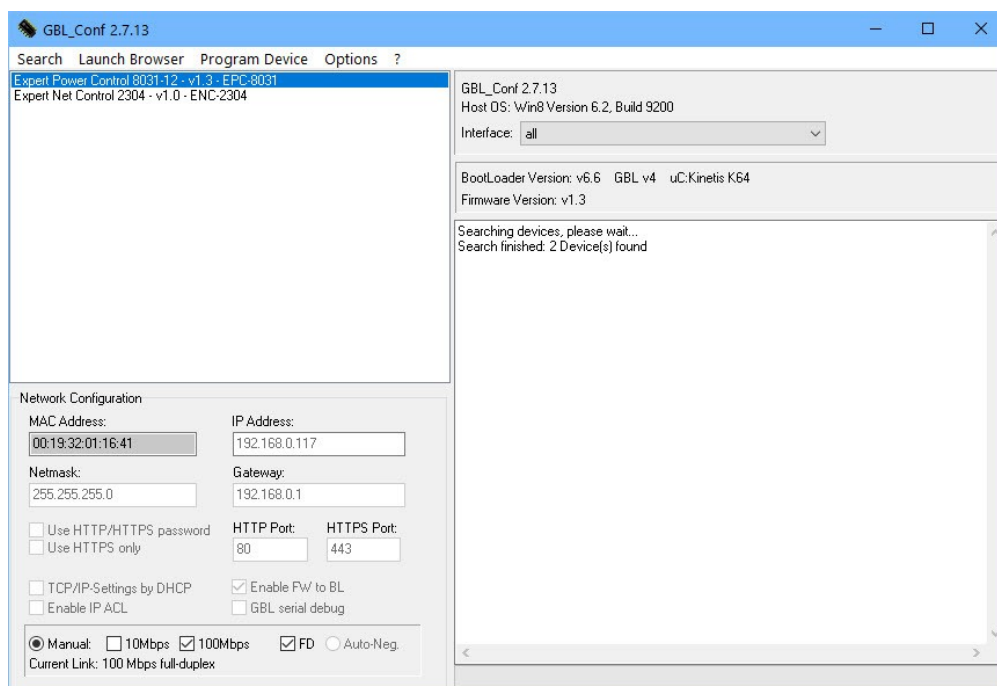 GBL_Conf 2.7.13
Search Launch Browser Program Device Options ?
Expert Power Control 8031-12 - v1.3 - EPC-8031
Expert Net Control 2304 - v1.0 - ENC-2304
GBL_Conf 2.7.13
Host OS: Win8 Version 6.2, Build 9200
Interface: all
BootLoader Version: v6.6 GBL v4 uC:Kinetis K64
Firmware Version: v1.3
Searching devices, please wait...
Search finished: 2 Device(s) found
Network Configuration
MAC Address: IP Address:
00:19:32:01:16:41 192.168.0.117
Netmask: Gateway:
255.255.255.0 192.168.0.1
Use HTTP/HTTPS password HTTP Port: HTTPS Port:
Use HTTPS only 80 443
TCP/IP-Settings by DHCP Enable FW to BL
Enable IP ACL GBL serial debug
Manual: 10Mbps 100Mbps FD Auto-Neg.
Current Link: 100 Mbps full-duplex